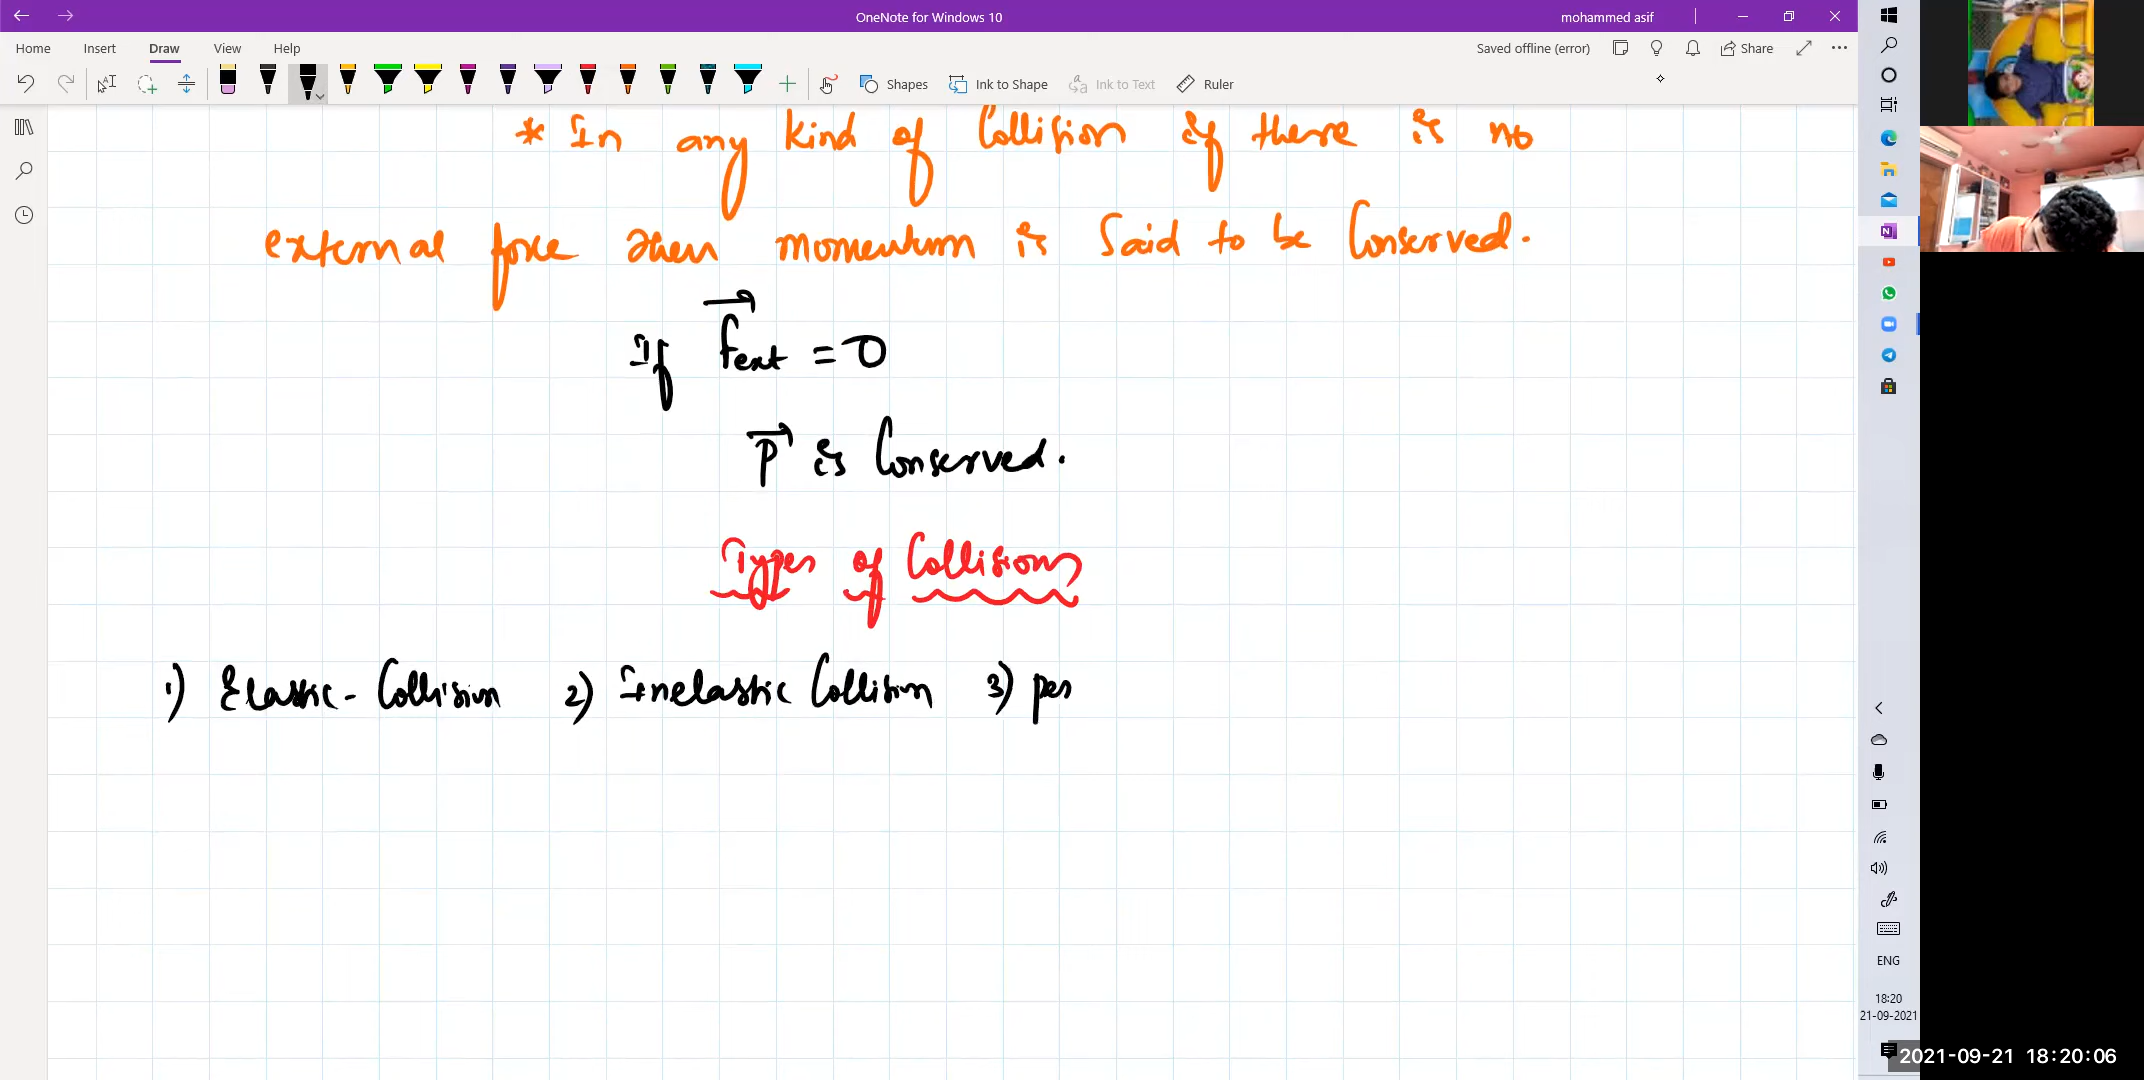 OneNote for Windows 10
mohammed asif
Home Insert Draw View Help
Saved offline (error) Share
Shapes Ink to Shape Ink to Text Ruler
* In any kind of Collision if there is no
external force then momentum is Said to be Conserved.
If Fext = 0
P is Conserved.
Types of Collisions
1) Elastic - Collision 2) Inelastic Collision 3) per
ENG
18:20
21-09-2021
2021-09-21 18:20:06